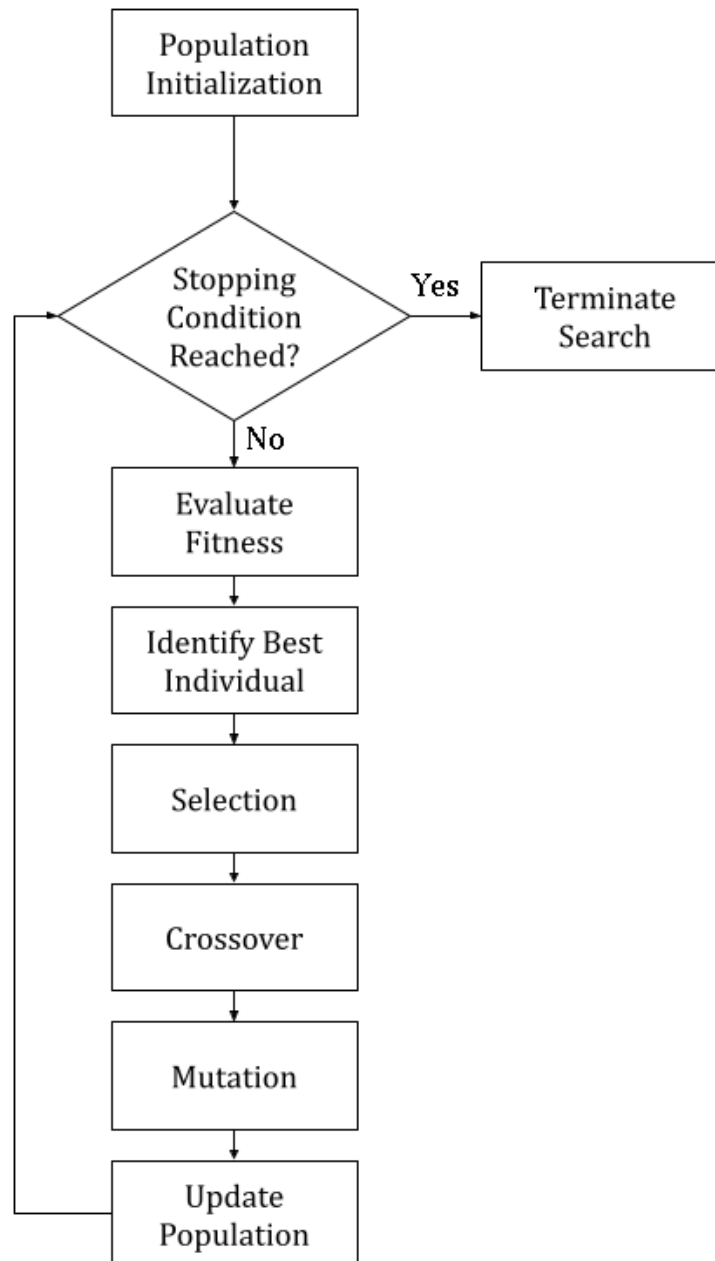 Population
Initialization
Stopping
Condition
Reached?
Yes
Terminate
Search
No
Evaluate
Fitness
Identify Best
Individual
Selection
Crossover
Mutation
Update
Population